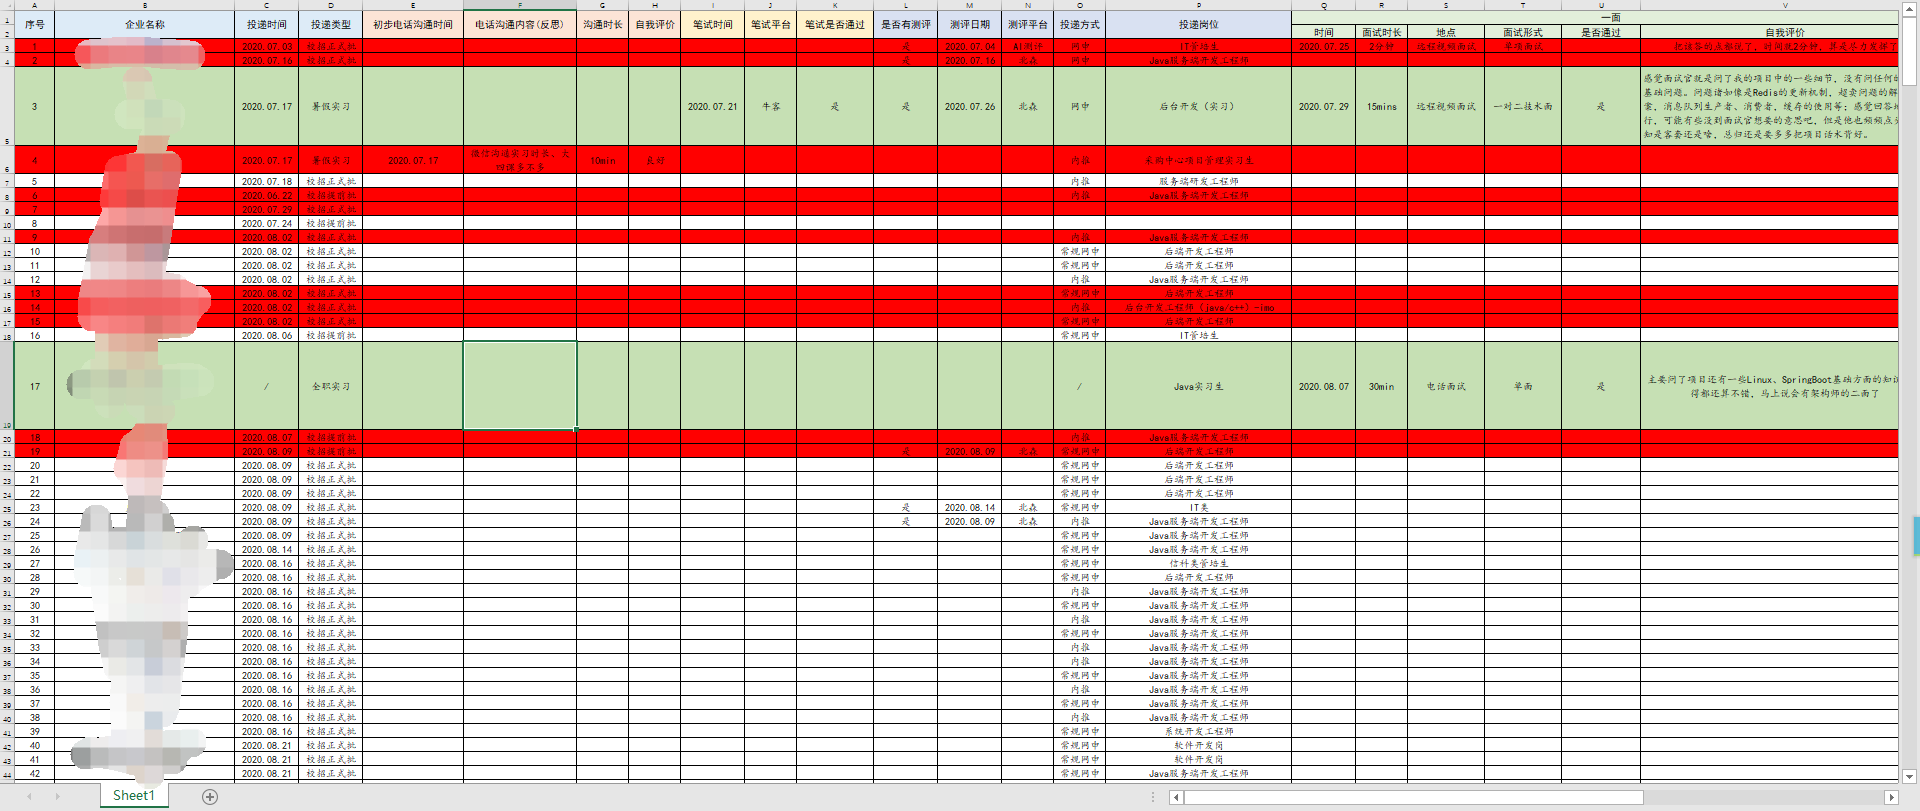 A B C D E F G H I J K L M N O P Q R S T U V
序号 企业名称 投递时间 投递类型 初步电话沟通时间 电话沟通内容(反思) 沟通时长 自我评价 笔试时间 笔试平台 笔试是否通过 是否有测评 测评日期 测评平台 投递方式 投递岗位 一面
时间 面试时长 地点 面试形式 是否通过 自我评价
1 2020.07.03 校招正式批 是 2020.07.04 AI测评 网申 IT管培生 2020.07.25 2分钟 远程视频面试 单项面试
2 2020.07.16 校招正式批 是 2020.07.16 北森 网申 Java服务端开发工程师
3 2020.07.17 暑假实习 2020.07.21 牛客 是 是 2020.07.26 北森 网申 后台开发（实习） 2020.07.29 15mins 远程视频面试 一对二技术面 是
感觉面试官就是问了我的项目中的一些细节，没有问任何的
基础问题。问题诸如像是Redis的更新机制，超卖问题的解
案，消息队列生产者、消费者，缓存的使用等；感觉回答
行，可能有些没到面试官想要的意思吧，但是他也频频点
知是客套还是啥，总归还是要多多把项目话术背好。
4 2020.07.17 暑假实习 2020.07.17 微信沟通实习时长、大四课多不多 10min 良好 内推 采购中心项目管理实习生
5 2020.07.18 校招正式批 内推 服务端研发工程师
6 2020.06.22 校招提前批 内推 Java服务端开发工程师
7 2020.07.29 校招正式批
8 2020.07.24 校招提前批
9 2020.08.02 校招正式批 内推 Java服务端开发工程师
10 2020.08.02 校招正式批 常规网申 后端开发工程师
11 2020.08.02 校招正式批 常规网申 后端开发工程师
12 2020.08.02 校招正式批 内推 Java服务端开发工程师
13 2020.08.02 校招正式批 常规网申 后端开发工程师
14 2020.08.02 校招正式批 内推 后台开发工程师（java/c++）-imo
15 2020.08.02 校招正式批 常规网申 后端开发工程师
16 2020.08.06 校招提前批 常规网申 IT管培生
17 / 全职实习 / Java实习生 2020.08.07 30min 电话面试 单面 是
主要问了项目还有一些Linux、SpringBoot基础方面的知
得都还算不错，马上说会有架构师的二面了
18 2020.08.07 校招提前批 内推 Java服务端开发工程师
19 2020.08.09 校招提前批 是 2020.08.09 北森 常规网申 后端开发工程师
20 2020.08.09 校招正式批 常规网申 后端开发工程师
21 2020.08.09 校招正式批 常规网申 后端开发工程师
22 2020.08.09 校招正式批 常规网申 后端开发工程师
23 2020.08.09 校招正式批 是 2020.08.14 北森 常规网申 IT类
24 2020.08.09 校招正式批 是 2020.08.09 北森 内推 Java服务端开发工程师
25 2020.08.09 校招正式批 常规网申 Java服务端开发工程师
26 2020.08.14 校招正式批 常规网申 Java服务端开发工程师
27 2020.08.16 校招正式批 常规网申 信科类管培生
28 2020.08.16 校招正式批 常规网申 后端开发工程师
29 2020.08.16 校招正式批 内推 Java服务端开发工程师
30 2020.08.16 校招正式批 常规网申 Java服务端开发工程师
31 2020.08.16 校招正式批 内推 Java服务端开发工程师
32 2020.08.16 校招正式批 常规网申 Java服务端开发工程师
33 2020.08.16 校招正式批 内推 Java服务端开发工程师
34 2020.08.16 校招正式批 内推 Java服务端开发工程师
35 2020.08.16 校招正式批 常规网申 Java服务端开发工程师
36 2020.08.16 校招正式批 内推 Java服务端开发工程师
37 2020.08.16 校招正式批 常规网申 Java服务端开发工程师
38 2020.08.16 校招正式批 内推 Java服务端开发工程师
39 2020.08.16 校招正式批 常规网申 系统开发工程师
40 2020.08.21 校招正式批 常规网申 软件开发岗
41 2020.08.21 校招正式批 常规网申 软件开发岗
42 2020.08.21 校招正式批 常规网申 Java服务端开发工程师
Sheet1